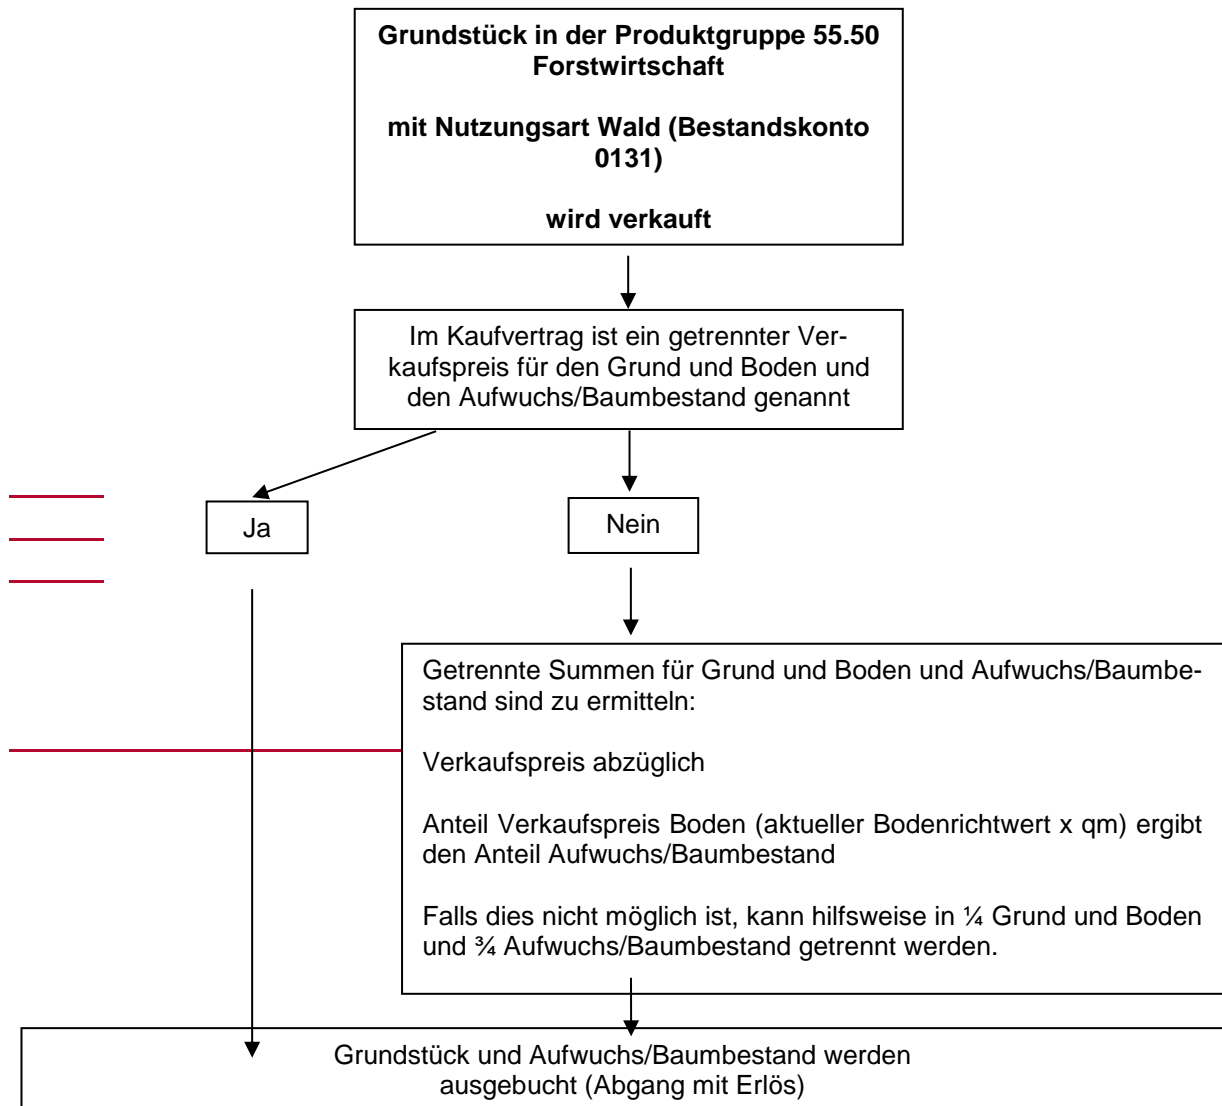 Grundstück in der Produktgruppe 55.50
Forstwirtschaft
mit Nutzungsart Wald (Bestandskonto
0131)
wird verkauft
Im Kaufvertrag ist ein getrennter Ver-
kaufspreis für den Grund und Boden und
den Aufwuchs/Baumbestand genannt
Ja
Nein
Getrennte Summen für Grund und Boden und Aufwuchs/Baumbe-
stand sind zu ermitteln:
Verkaufspreis abzüglich
Anteil Verkaufspreis Boden (aktueller Bodenrichtwert x qm) ergibt
den Anteil Aufwuchs/Baumbestand
Falls dies nicht möglich ist, kann hilfsweise in ¼ Grund und Boden
und ¾ Aufwuchs/Baumbestand getrennt werden.
Grundstück und Aufwuchs/Baumbestand werden
ausgebucht (Abgang mit Erlös)